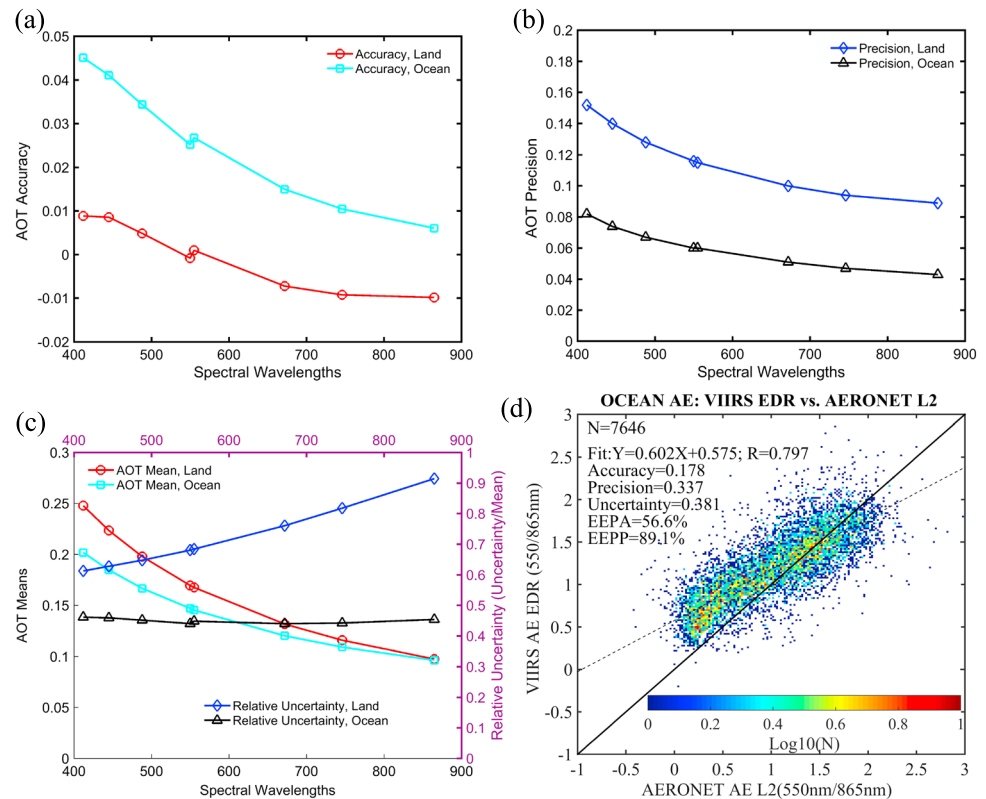 (a)
0.05
0.04
0.03
0.02
0.01
0
-0.01
-0.02
400
500
600
700
800
900
AOT Accuracy
Spectral Wavelengths
Accuracy, Land
Accuracy, Ocean
(b)
0.2
0.18
0.16
0.14
0.12
0.1
0.08
0.06
0.04
0.02
0
400
500
600
700
800
900
AOT Precision
Spectral Wavelengths
Precision, Land
Precision, Ocean
(c)
400
500
600
700
800
900
0.3
0.25
0.2
0.15
0.1
0.05
0
AOT Means
AOT Mean, Land
AOT Mean, Ocean
Relative Uncertainty, Land
Relative Uncertainty, Ocean
1
0.9
0.8
0.7
0.6
0.5
0.4
0.3
0.2
0.1
0
Relative Uncertainty (Uncertainty/Mean)
400
500
600
700
800
900
Spectral Wavelengths
(d)
OCEAN AE: VIIRS EDR vs. AERONET L2
N=7646
Fit:Y=0.602X+0.575; R=0.797
Accuracy=0.178
Precision=0.337
Uncertainty=0.381
EEPA=56.6%
EEPP=89.1%
3
2.5
2
1.5
1
0.5
0
-0.5
-1
VIIRS AE EDR (550/865nm)
0
0.2
0.4
0.6
0.8
1
Log10(N)
-1
-0.5
0
0.5
1
1.5
2
2.5
3
AERONET AE L2(550nm/865nm)